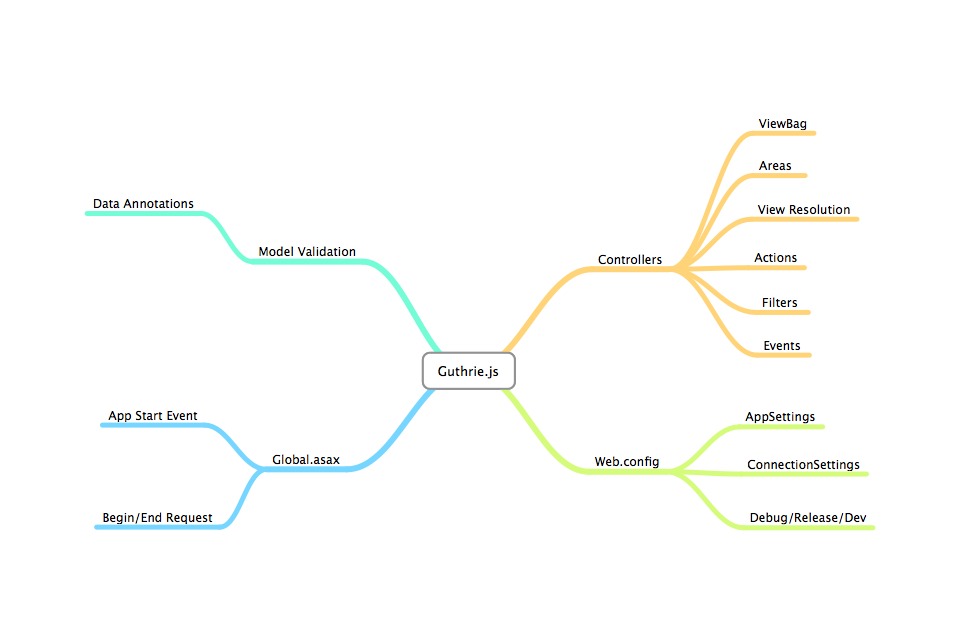 ViewBag
Areas
Data Annotations
View Resolution
Model Validation
Controllers
Actions
Filters
Events
Guthrie.js
App Start Event
AppSettings
Global.asax
Web.config
ConnectionSettings
Begin/End Request
Debug/Release/Dev